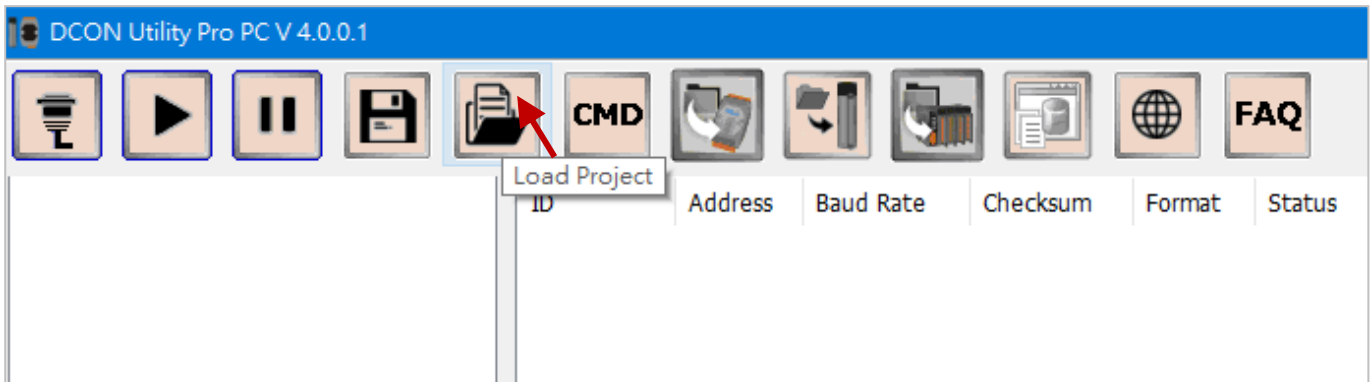 DCON Utility Pro PC V 4.0.0.1
CMD FAQ
Load Project
ID Address Baud Rate Checksum Format Status